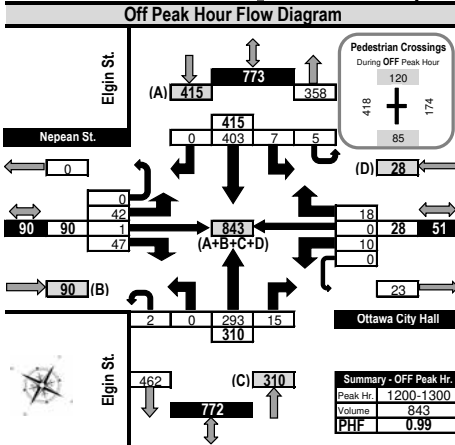 Off Peak Hour Flow Diagram
Elgin St.
773
(A) 415
358
Pedestrian Crossings
During OFF Peak Hour
120
418
174
85
Nepean St.
415
0 403 7 5
0
(D) 28
0
42
1
47
90 90
843
(A+B+C+D)
18
0
10
0
28 51
90 (B)
23
2 0 293 15
310
Ottawa City Hall
Elgin St.
462
(C) 310
772
Summary - OFF Peak Hr.
Peak Hr. 1200-1300
Volume 843
PHF 0.99